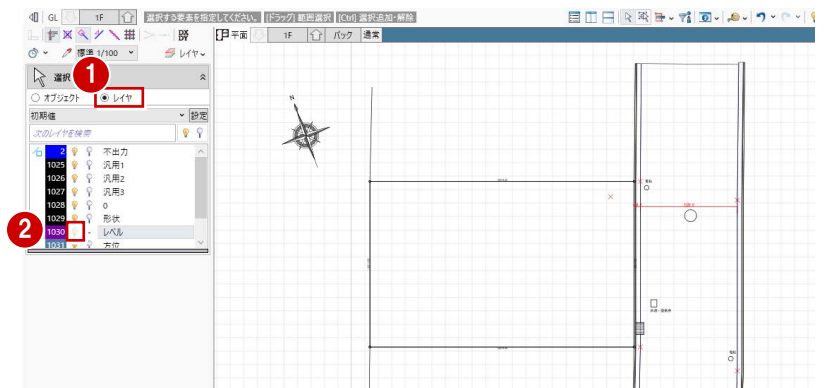 GL 1F 選択する要素を指定してください。 [ドラッグ] 範囲選択 [Ctrl] 選択追加・解除
平面 1F バック 通常
標準 1/100 レイヤ
1
選択
オブジェクト レイヤ
初期値 設定
次のレイヤを検索
2 不出力
1025 汎用1
1026 汎用2
1027 汎用3
1028 0
1029 形状
2 1030 レベル
1031 方位
N